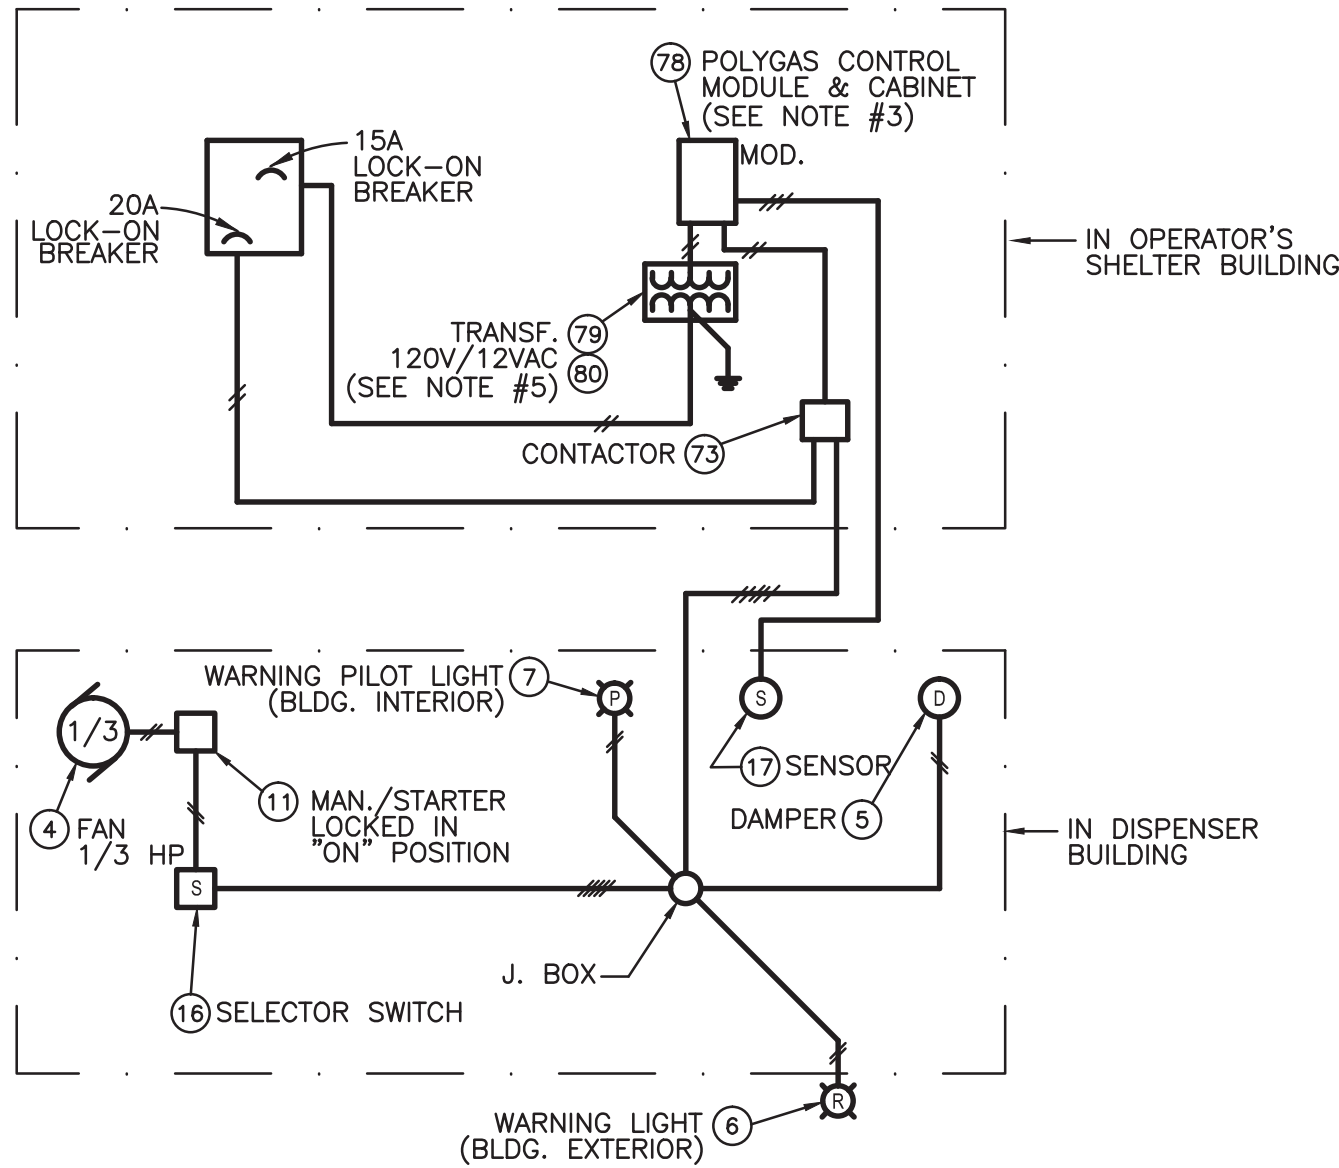 78 POLYGAS CONTROL
MODULE & CABINET
(SEE NOTE #3)
MOD.
15A
LOCK-ON
BREAKER
20A
LOCK-ON
BREAKER
IN OPERATOR'S
SHELTER BUILDING
TRANSF. 79
120V/12VAC 80
(SEE NOTE #5)
CONTACTOR 73
WARNING PILOT LIGHT 7
(BLDG. INTERIOR)
P
S
D
1/3
17 SENSOR
4 FAN
1/3 HP
11 MAN./STARTER
LOCKED IN
"ON" POSITION
DAMPER 5
IN DISPENSER
BUILDING
S
J. BOX
16 SELECTOR SWITCH
R
WARNING LIGHT 6
(BLDG. EXTERIOR)